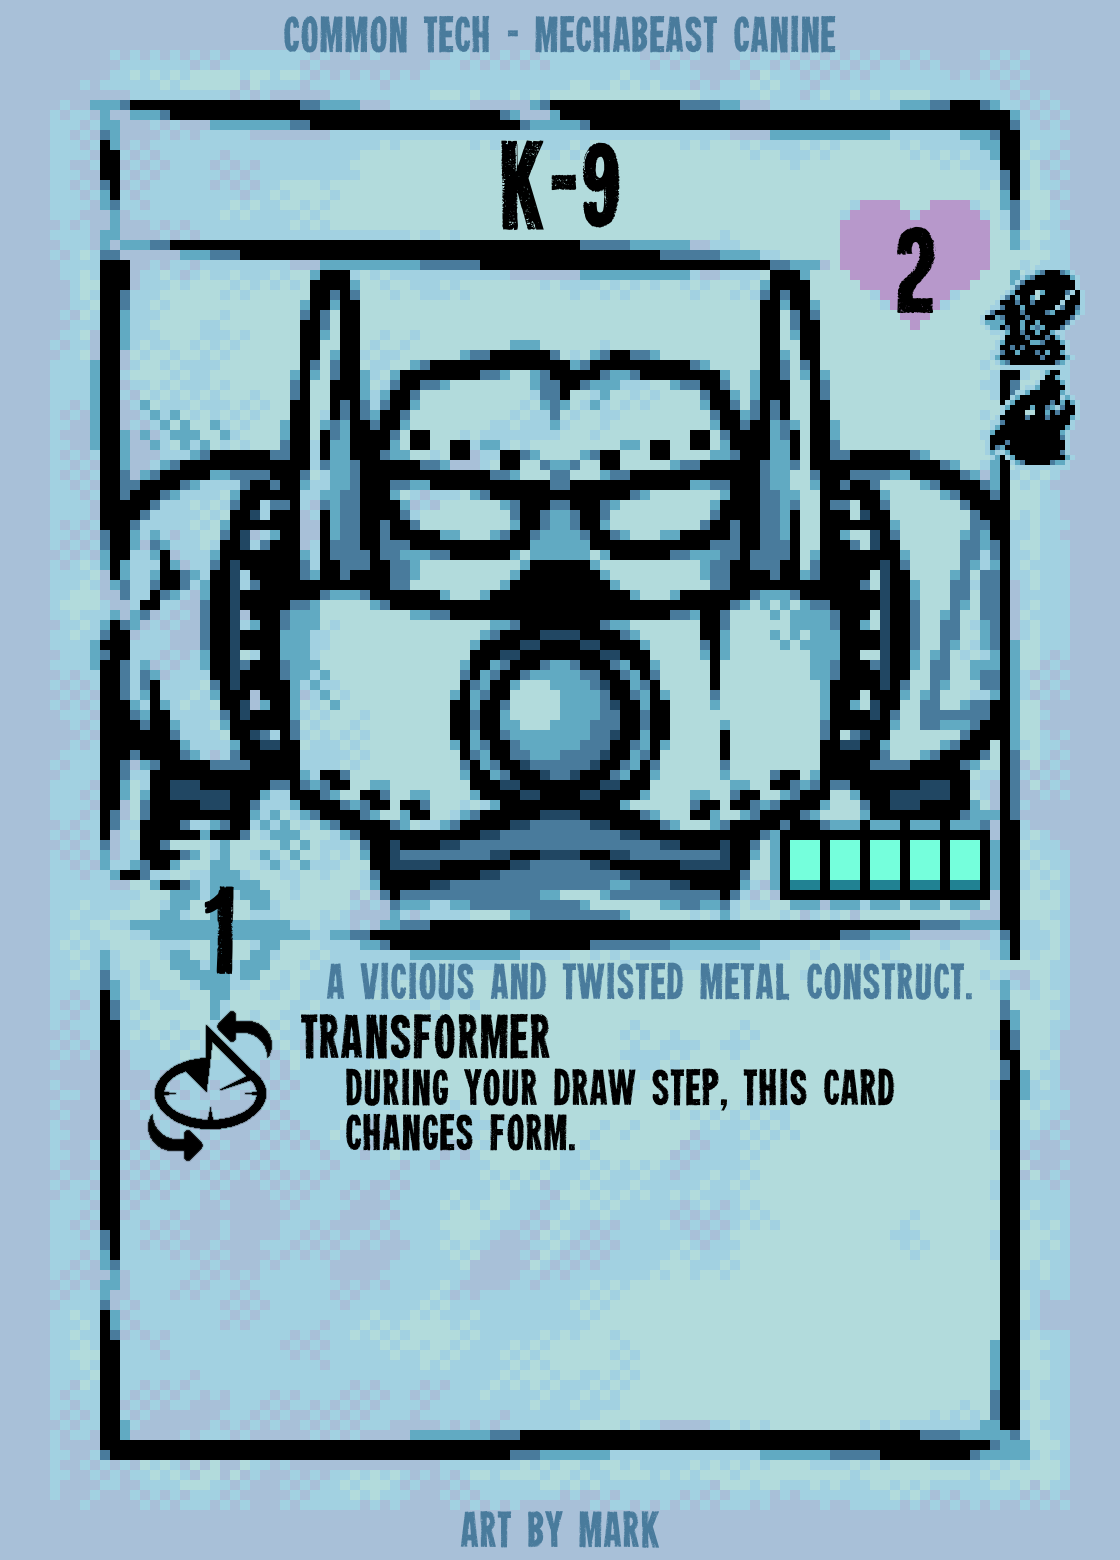 COMMON TECH - MECHABEAST CANINE
K-9
2
1
A VICIOUS AND TWISTED METAL CONSTRUCT.
TRANSFORMER
DURING YOUR DRAW STEP, THIS CARD
CHANGES FORM.
ART BY MARK